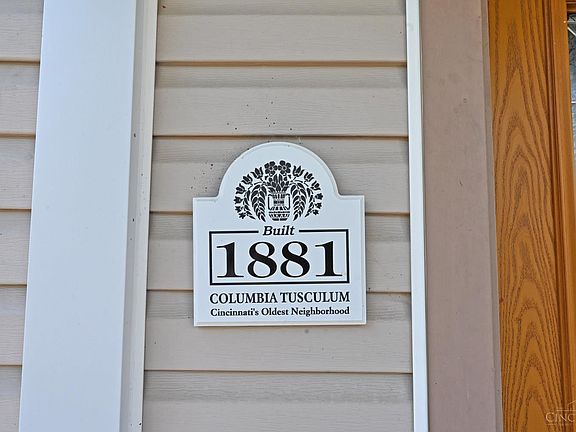 Built
1881
COLUMBIA TUSCULUM
Cincinnati's Oldest Neighborhood